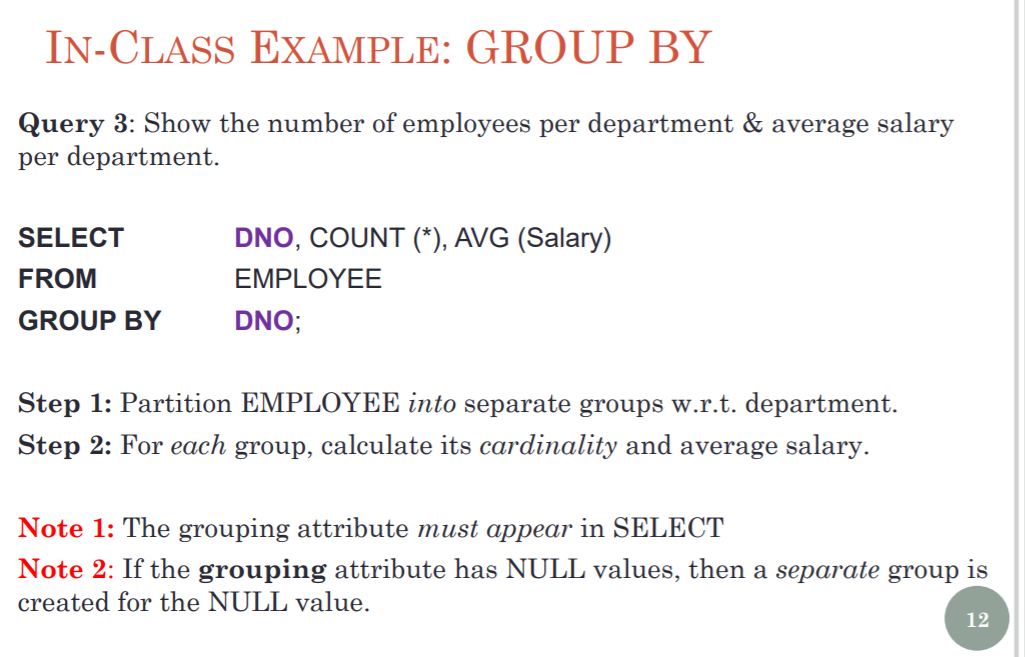 IN-CLASS EXAMPLE: GROUP BY
Query 3: Show the number of employees per department & average salary
per department.
SELECT DNO, COUNT (*), AVG (Salary)
FROM EMPLOYEE
GROUP BY DNO;
Step 1: Partition EMPLOYEE into separate groups w.r.t. department.
Step 2: For each group, calculate its cardinality and average salary.
Note 1: The grouping attribute must appear in SELECT
Note 2: If the grouping attribute has NULL values, then a separate group is
created for the NULL value.
12